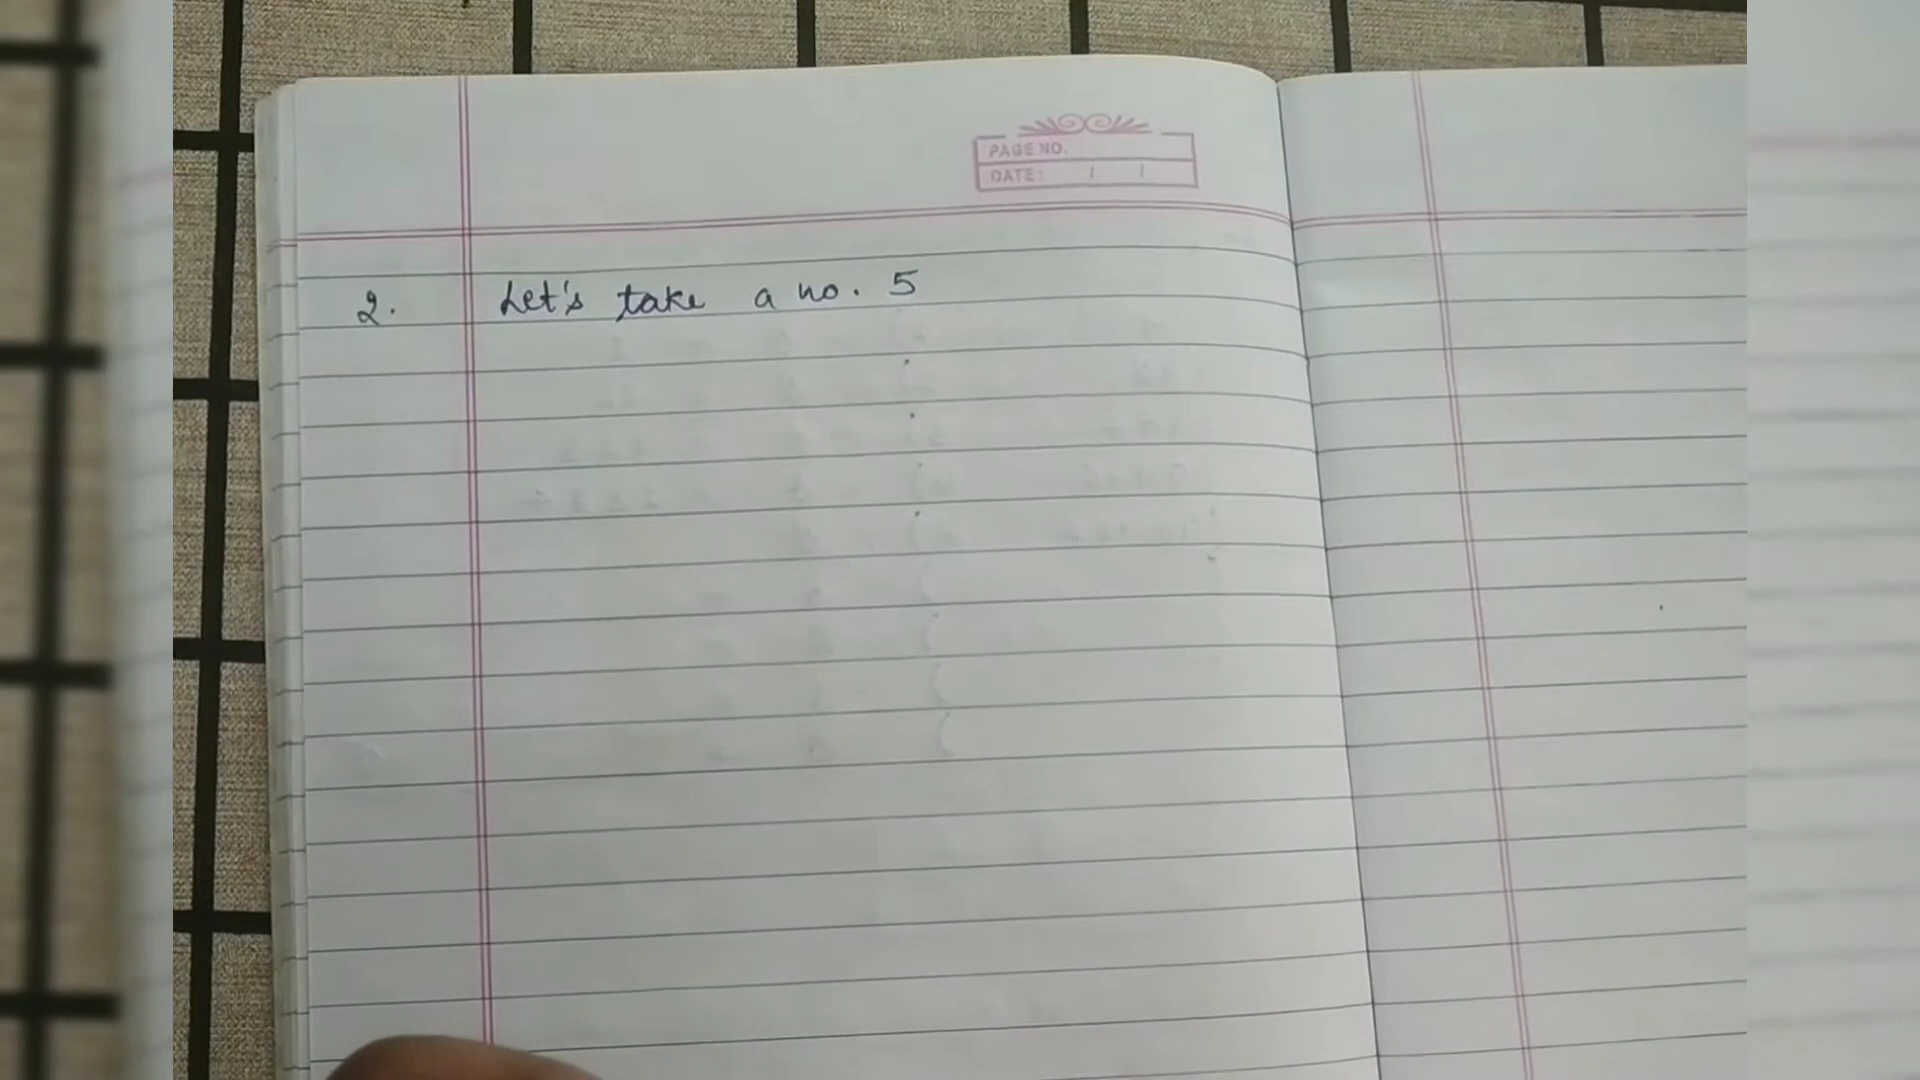 PAGE NO.
DATE: / /
2. Let's take a no. 5